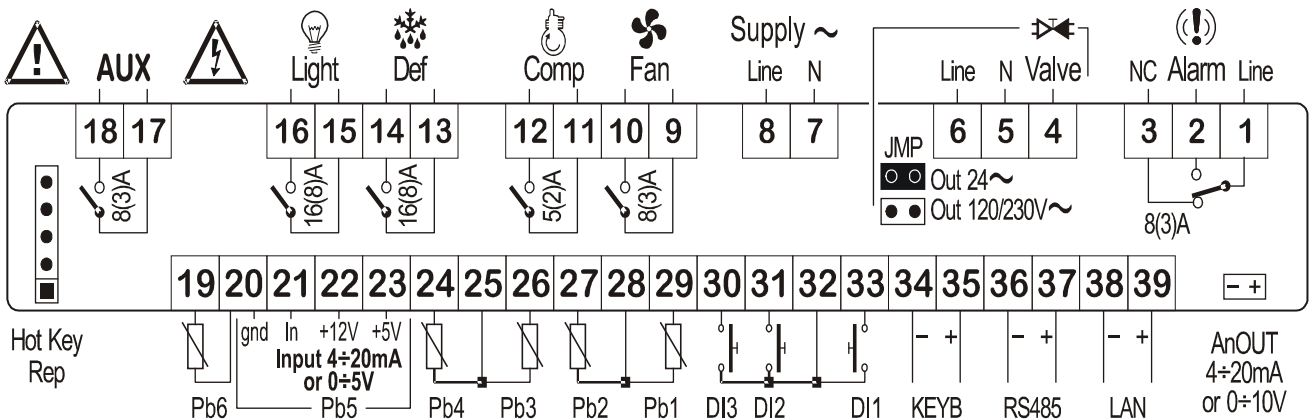 AUX Light Def Comp Fan Supply ~ Line N Line N Valve NC Alarm Line
18 17 16 15 14 13 12 11 10 9 8 7 6 5 4 3 2 1
8(3)A 16(8)A 16(8)A 5(2)A 8(3)A
JMP
Out 24~
Out 120/230V~
8(3)A
19 20 21 22 23 24 25 26 27 28 29 30 31 32 33 34 35 36 37 38 39
- +
Hot Key
Rep
gnd In +12V +5V
Input 4÷20mA
or 0÷5V
- + - + - +
AnOUT
4÷20mA
or 0÷10V
Pb6 Pb5 Pb4 Pb3 Pb2 Pb1 DI3 DI2 DI1 KEYB RS485 LAN